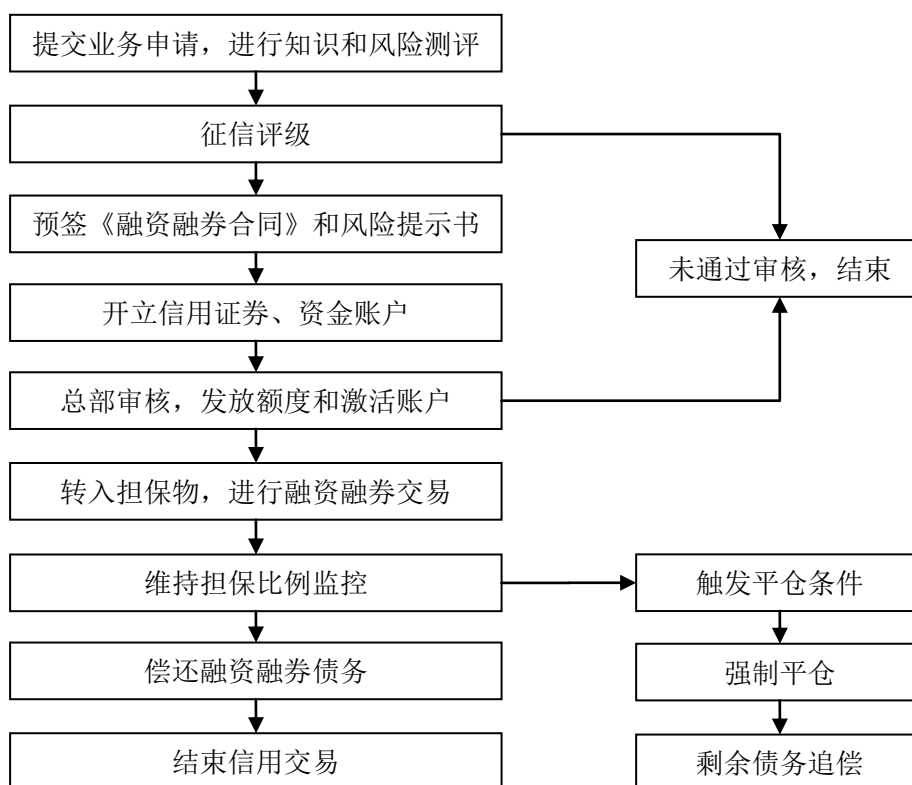 提交业务申请，进行知识和风险测评
征信评级
预签《融资融券合同》和风险提示书
未通过审核，结束
开立信用证券、资金账户
总部审核，发放额度和激活账户
转入担保物，进行融资融券交易
维持担保比例监控
触发平仓条件
偿还融资融券债务
强制平仓
结束信用交易
剩余债务追偿